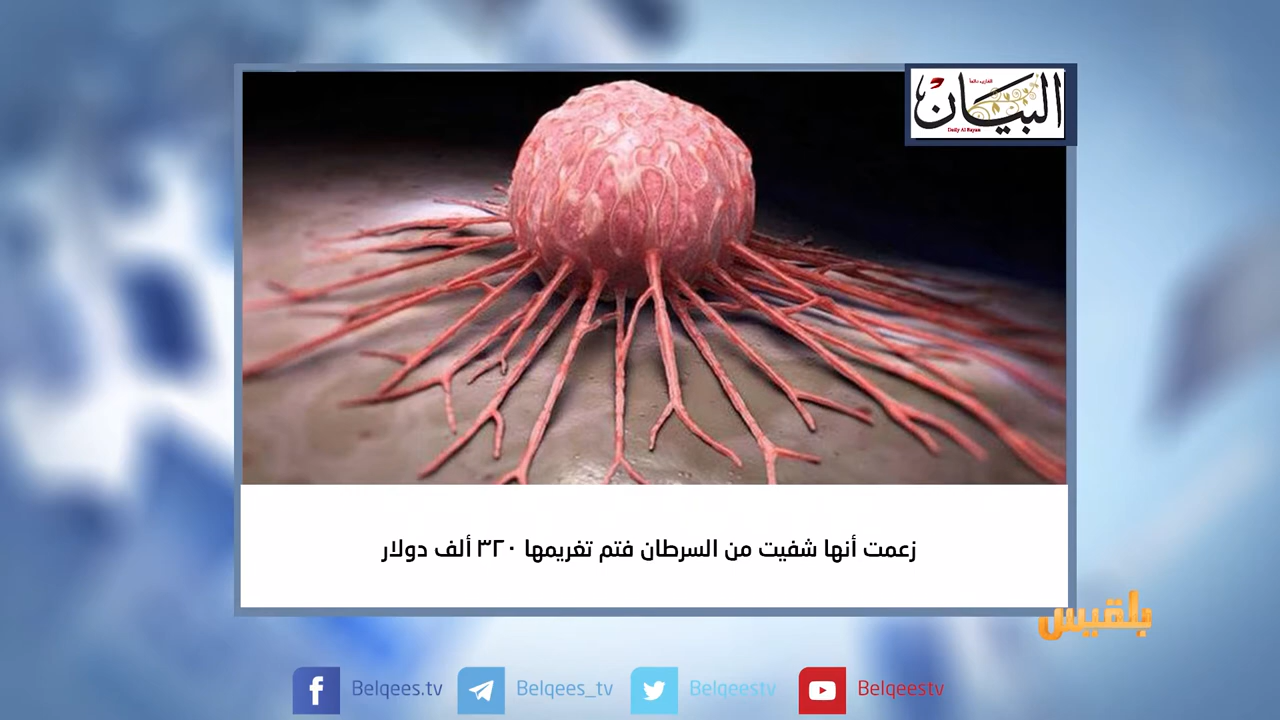 البيان
Daily Al Bayan
زعمت أنها شفيت من السرطان فتم تغريمها ٣٢٠ ألف دولار
بلقيس
Belqees.tv
Belqees_tv
Belqeestv
Belqeestv